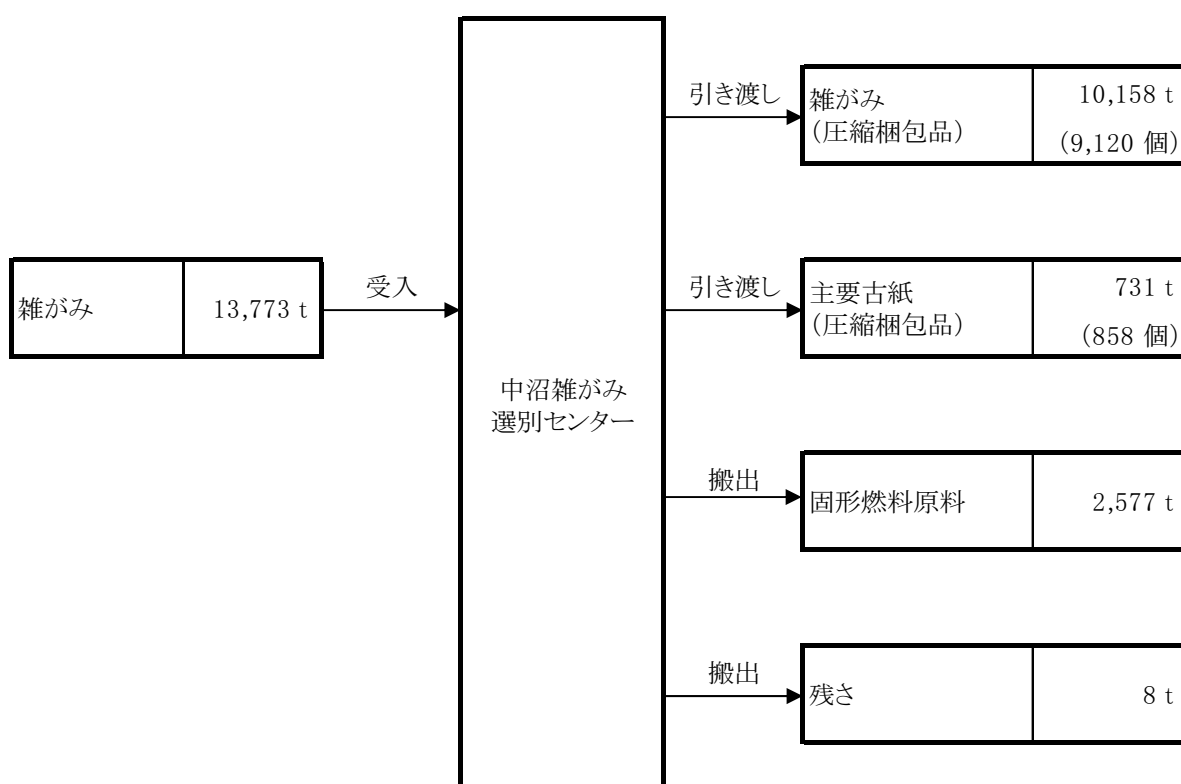 雑がみ
13,773 t
受入
中沼雑がみ
選別センター
引き渡し
雑がみ
（圧縮梱包品）
10,158 t
（9,120 個）
引き渡し
主要古紙
（圧縮梱包品）
731 t
（858 個）
搬出
固形燃料原料
2,577 t
搬出
残さ
8 t